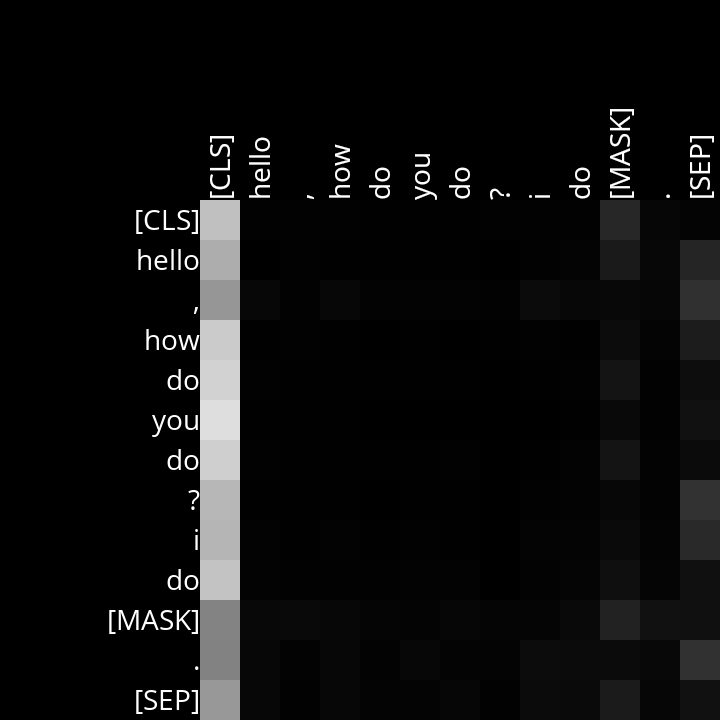 [CLS] hello , how do you do ? i do [MASK] . [SEP]
[CLS]
hello
,
how
do
you
do
?
i
do
[MASK]
.
[SEP]